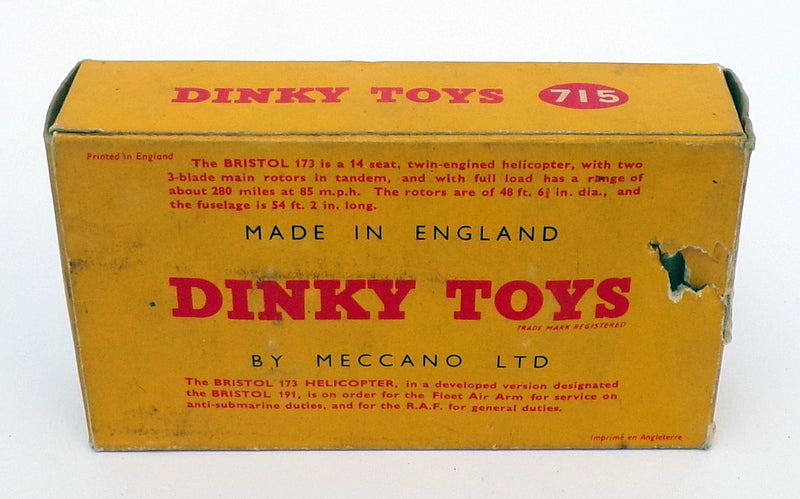 DINKY TOYS 715
Printed in England
The BRISTOL 173 is a 14 seat, twin-engined helicopter, with two
3-blade main rotors in tandem, and with full load has a range of
about 280 miles at 85 m.p.h. The rotors are of 48 ft. 6¾ in. dia., and
the fuselage is 54 ft. 2 in. long.
MADE IN ENGLAND
DINKY TOYS
TRADE MARK REGISTERED
BY MECCANO LTD
The BRISTOL 173 HELICOPTER, in a developed version designated
the BRISTOL 191, is on order for the Fleet Air Arm for service on
anti-submarine duties, and for the R.A.F. for general duties.
Imprimé en Angleterre